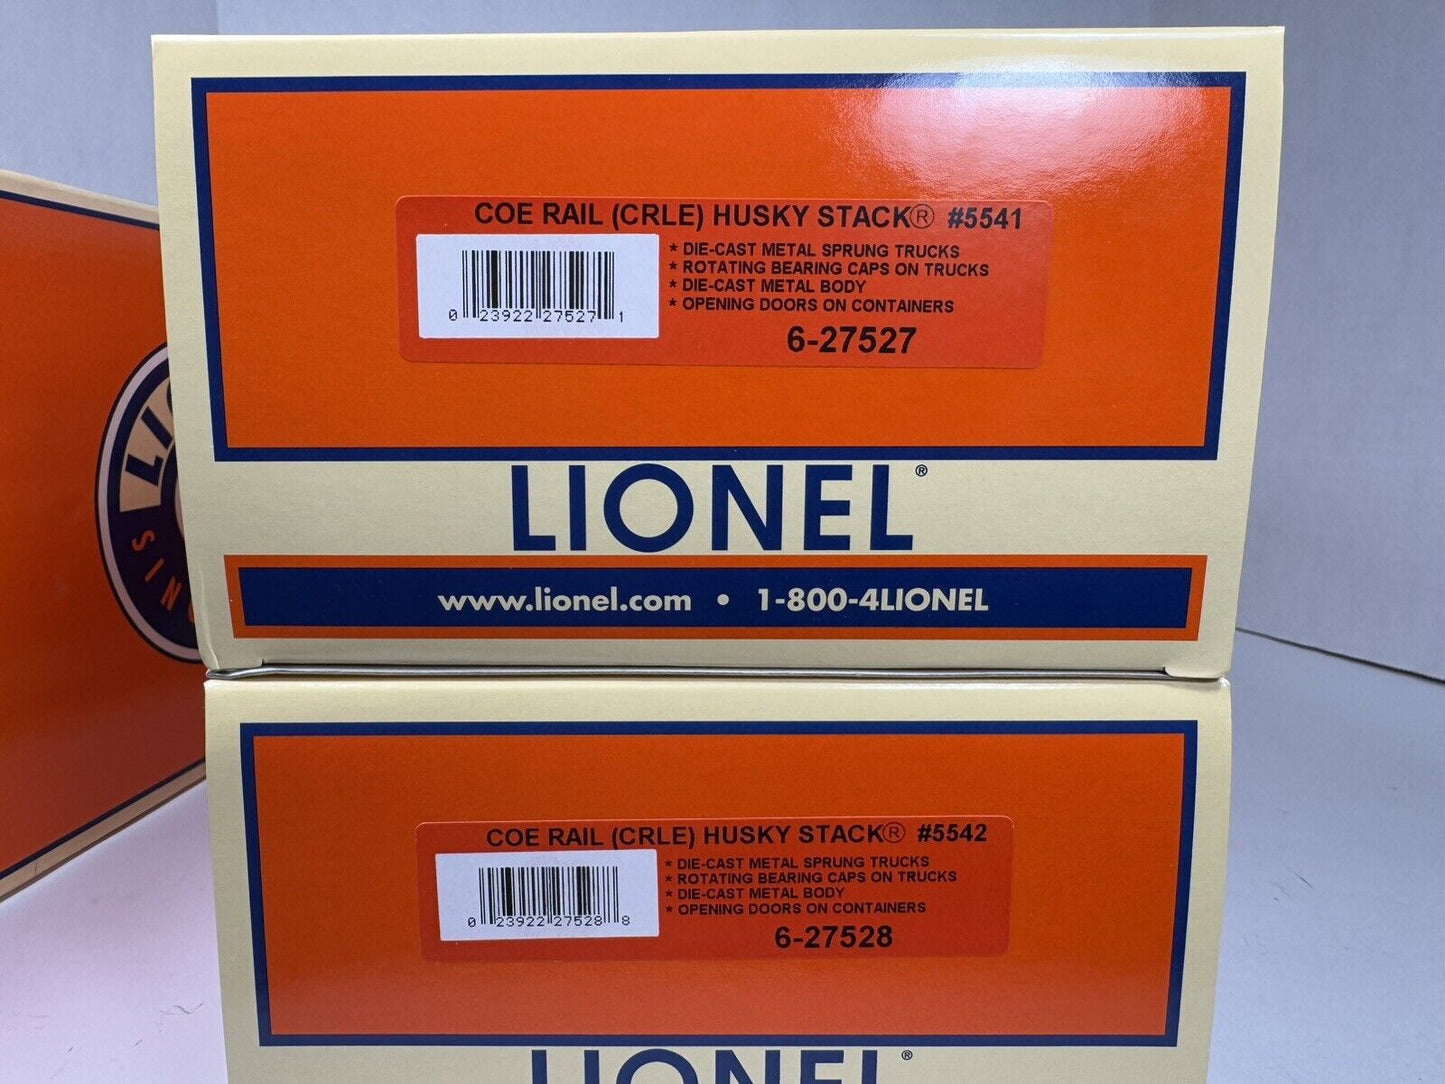 COE RAIL (CRLE) HUSKY STACK® #5541
* DIE-CAST METAL SPRUNG TRUCKS
* ROTATING BEARING CAPS ON TRUCKS
* DIE-CAST METAL BODY
* OPENING DOORS ON CONTAINERS
0 23922 27527 1
6-27527
LIONEL®
www.lionel.com • 1-800-4LIONEL
COE RAIL (CRLE) HUSKY STACK® #5542
* DIE-CAST METAL SPRUNG TRUCKS
* ROTATING BEARING CAPS ON TRUCKS
* DIE-CAST METAL BODY
* OPENING DOORS ON CONTAINERS
0 23922 27528 8
6-27528
LIONEL®